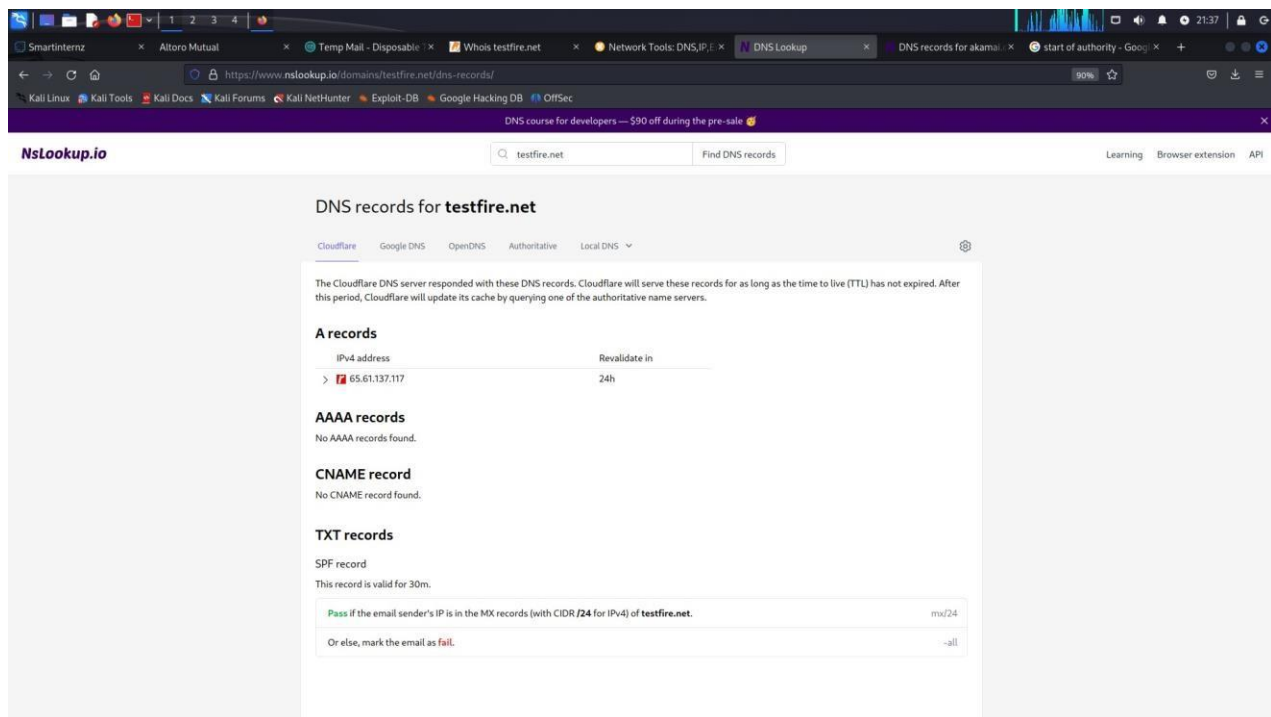 1 2 3 4
21:37
Smartinternz
Altoro Mutual
Temp Mail - Disposable T
Whois testfire.net
Network Tools: DNS,IP,E
DNS Lookup
DNS records for akamai.
start of authority - Googl
https://www.nslookup.io/domains/testfire.net/dns-records/
90%
Kali Linux
Kali Tools
Kali Docs
Kali Forums
Kali NetHunter
Exploit-DB
Google Hacking DB
OffSec
DNS course for developers — $90 off during the pre-sale 🥳
NsLookup.io
testfire.net
Find DNS records
Learning
Browser extension
API
DNS records for testfire.net
Cloudflare
Google DNS
OpenDNS
Authoritative
Local DNS
The Cloudflare DNS server responded with these DNS records. Cloudflare will serve these records for as long as the time to live (TTL) has not expired. After
this period, Cloudflare will update its cache by querying one of the authoritative name servers.
A records
IPv4 address
Revalidate in
65.61.137.117
24h
AAAA records
No AAAA records found.
CNAME record
No CNAME record found.
TXT records
SPF record
This record is valid for 30m.
Pass if the email sender's IP is in the MX records (with CIDR /24 for IPv4) of testfire.net.
mx/24
Or else, mark the email as fail.
-all